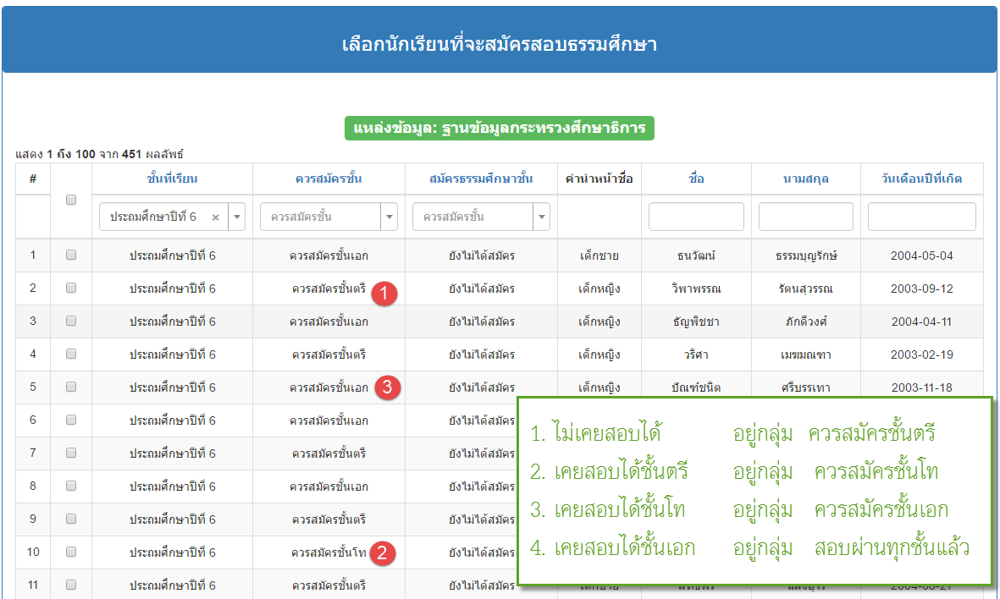 เลือกนักเรียนที่จะสมัครสอบธรรมศึกษา
แหล่งข้อมูล: ฐานข้อมูลกระทรวงศึกษาธิการ
แสดง 1 ถึง 100 จาก 451 ผลลัพธ์
# ชั้นที่เรียน ควรสมัครชั้น สมัครธรรมศึกษาชั้น คำนำหน้าชื่อ ชื่อ นามสกุล วันเดือนปีที่เกิด
ประถมศึกษาปีที่ 6 × ควรสมัครชั้น ควรสมัครชั้น
1 ประถมศึกษาปีที่ 6 ควรสมัครชั้นเอก ยังไม่ได้สมัคร เด็กชาย ธนวัฒน์ ธรรมบุญรักษ์ 2004-05-04
2 ประถมศึกษาปีที่ 6 ควรสมัครชั้นตรี 1 ยังไม่ได้สมัคร เด็กหญิง วิพาพรรณ รัตนสุวรรณ 2003-09-12
3 ประถมศึกษาปีที่ 6 ควรสมัครชั้นเอก ยังไม่ได้สมัคร เด็กหญิง ธัญพิชชา ภักดีวงศ์ 2004-04-11
4 ประถมศึกษาปีที่ 6 ควรสมัครชั้นตรี ยังไม่ได้สมัคร เด็กหญิง วริศา เมฆมณฑา 2003-02-19
5 ประถมศึกษาปีที่ 6 ควรสมัครชั้นเอก 3 ยังไม่ได้สมัคร เด็กหญิง ปัณฑ์ชนิต ศรีบรรเทา 2003-11-18
6 ประถมศึกษาปีที่ 6 ควรสมัครชั้นเอก ยังไม่ได้สมัคร
7 ประถมศึกษาปีที่ 6 ควรสมัครชั้นตรี ยังไม่ได้สมัคร
8 ประถมศึกษาปีที่ 6 ควรสมัครชั้นเอก ยังไม่ได้สมัคร
9 ประถมศึกษาปีที่ 6 ควรสมัครชั้นตรี ยังไม่ได้สมัคร
10 ประถมศึกษาปีที่ 6 ควรสมัครชั้นโท 2 ยังไม่ได้สมัคร
11 ประถมศึกษาปีที่ 6 ควรสมัครชั้นตรี ยังไม่ได้สมัคร
1. ไม่เคยสอบได้ อยู่กลุ่ม ควรสมัครชั้นตรี
2. เคยสอบได้ชั้นตรี อยู่กลุ่ม ควรสมัครชั้นโท
3. เคยสอบได้ชั้นโท อยู่กลุ่ม ควรสมัครชั้นเอก
4. เคยสอบได้ชั้นเอก อยู่กลุ่ม สอบผ่านทุกชั้นแล้ว